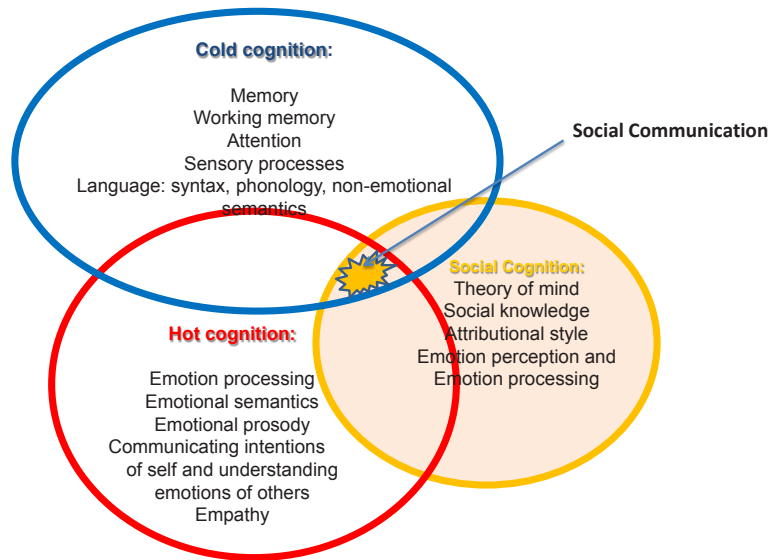 Cold cognition:
Memory
Working memory
Attention
Sensory processes
Language: syntax, phonology, non-emotional
semantics
Social Communication
Social Cognition:
Theory of mind
Social knowledge
Attributional style
Emotion perception and
Emotion processing
Hot cognition:
Emotion processing
Emotional semantics
Emotional prosody
Communicating intentions
of self and understanding
emotions of others
Empathy